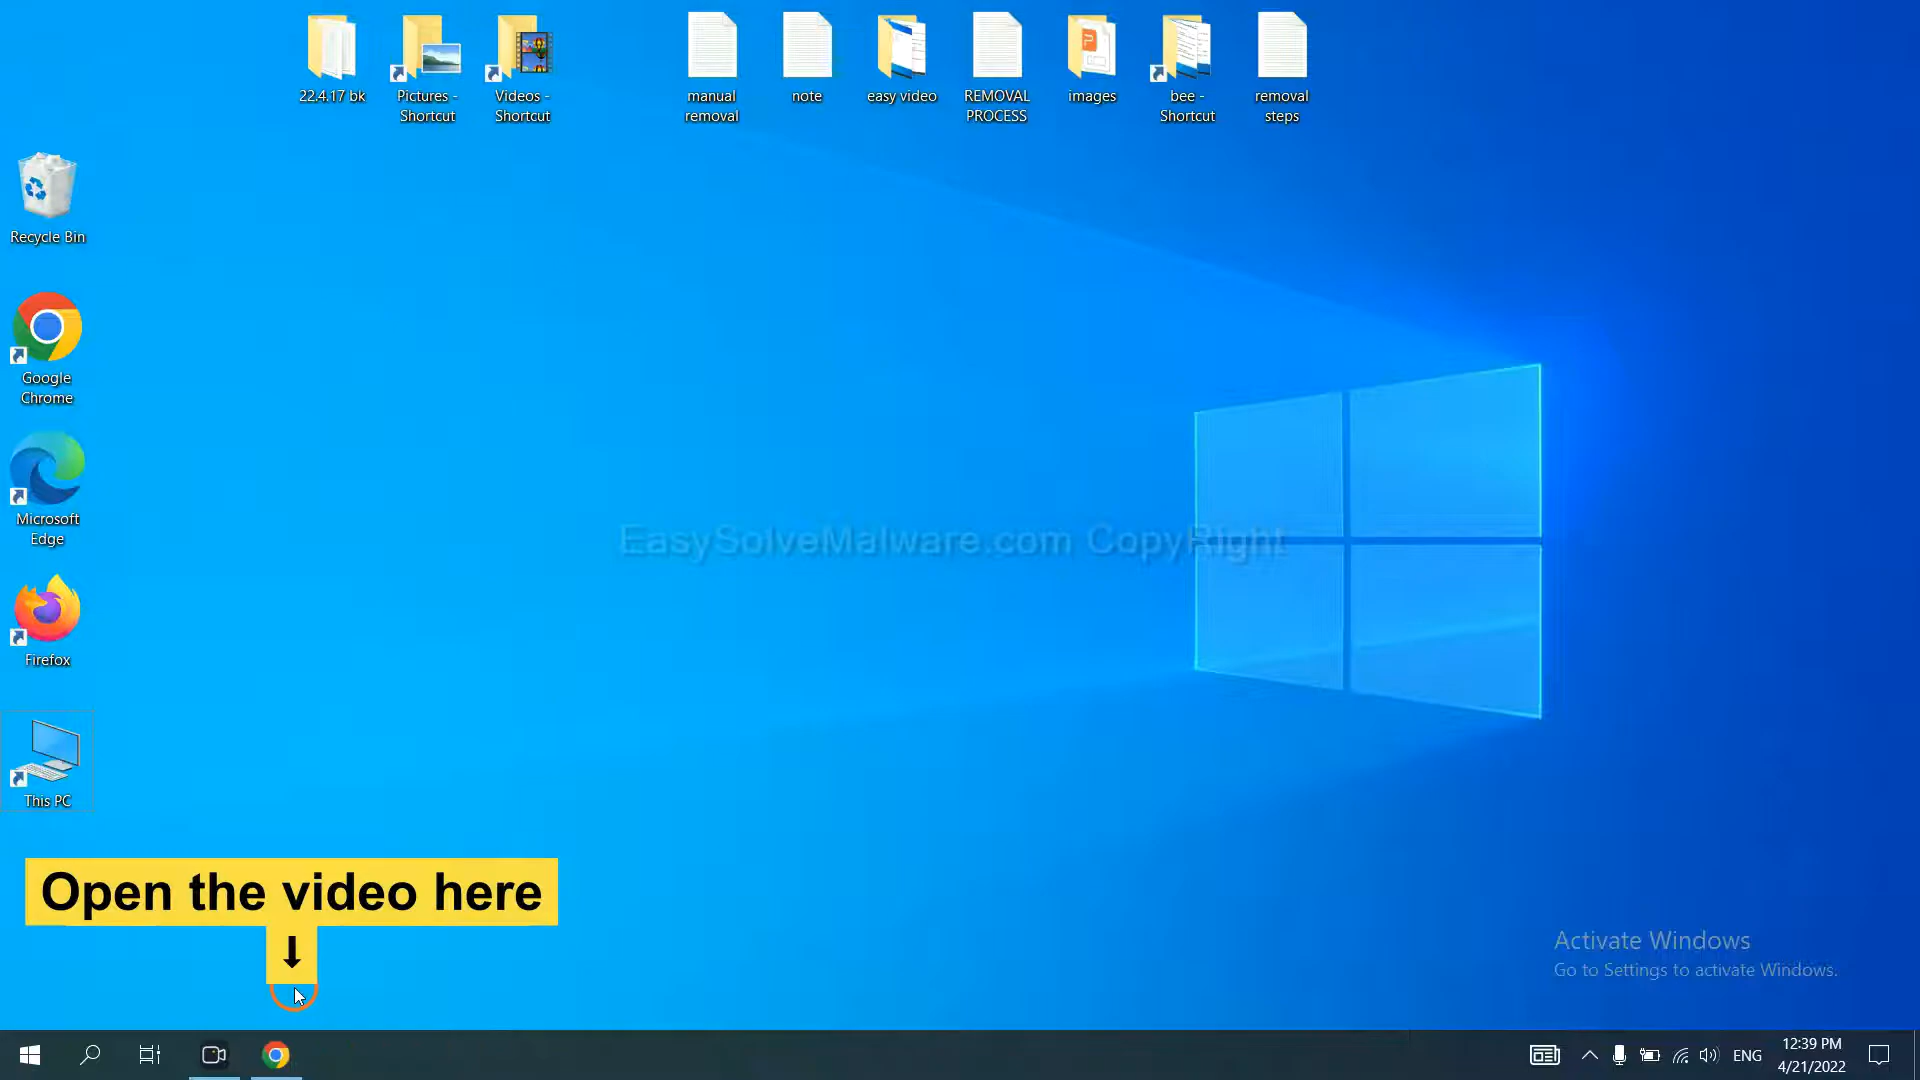 22.4.17 bk
Pictures -
Shortcut
Videos -
Shortcut
manual
removal
note
easy video
REMOVAL
PROCESS
images
bee -
Shortcut
removal
steps
Recycle Bin
Google
Chrome
Microsoft
Edge
Firefox
This PC
EasySolveMalware.com CopyRight
Open the video here
Activate Windows
Go to Settings to activate Windows.
ENG
12:39 PM
4/21/2022